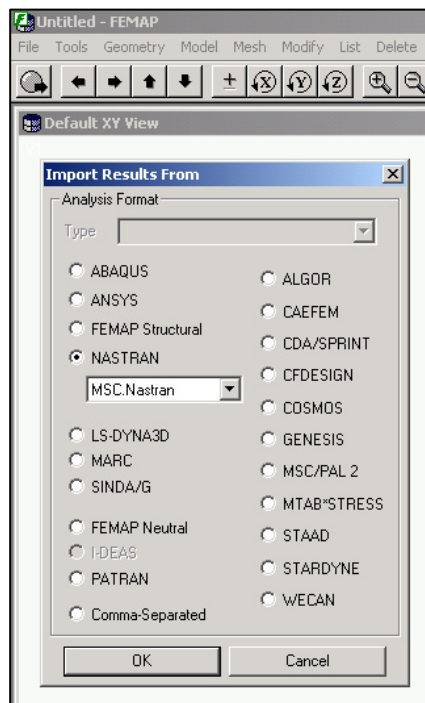 Untitled - FEMAP
File Tools Geometry Model Mesh Modify List Delete
± X Y Z
Default XY View
Import Results From
Analysis Format
Type
ABAQUS
ANSYS
FEMAP Structural
NASTRAN
MSC.Nastran
LS-DYNA3D
MARC
SINDA/G
FEMAP Neutral
I-DEAS
PATRAN
Comma-Separated
ALGOR
CAEFEM
CDA/SPRINT
CFDESIGN
COSMOS
GENESIS
MSC/PAL 2
MTAB*STRESS
STAAD
STARDYNE
WECAN
OK Cancel